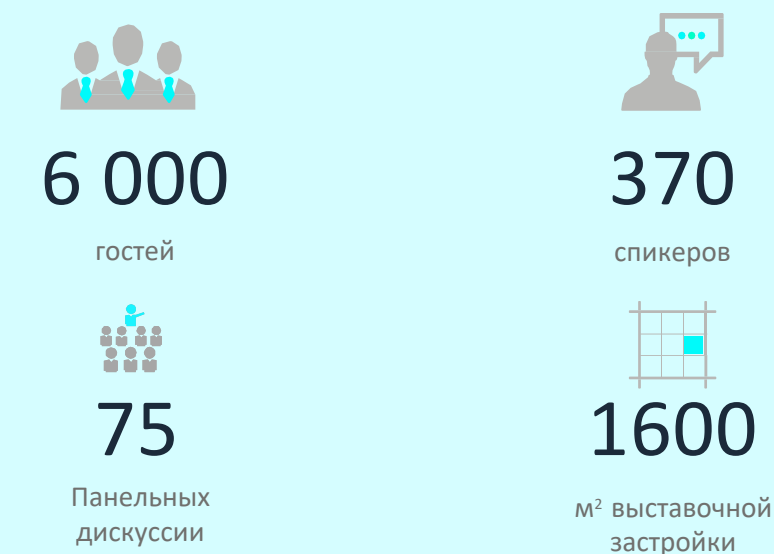 6 000
гостей
370
спикеров
75
Панельных
дискуссии
1600
м² выставочной
застройки